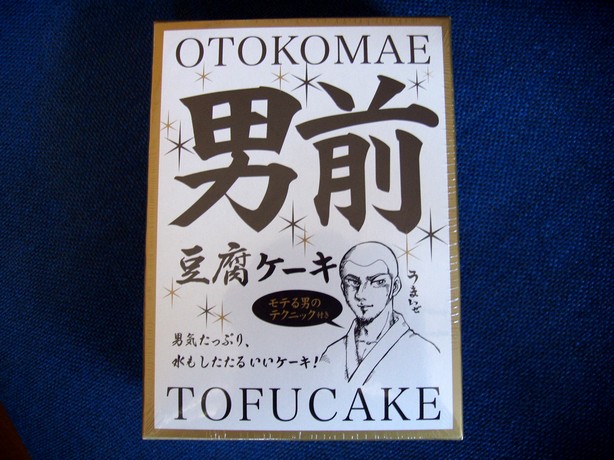 OTOKOMAE
男前
豆腐ケーキ
うまいぜ
モテる男の
テクニック付き
男気たっぷり、
水もしたたるいいケーキ!
TOFUCAKE